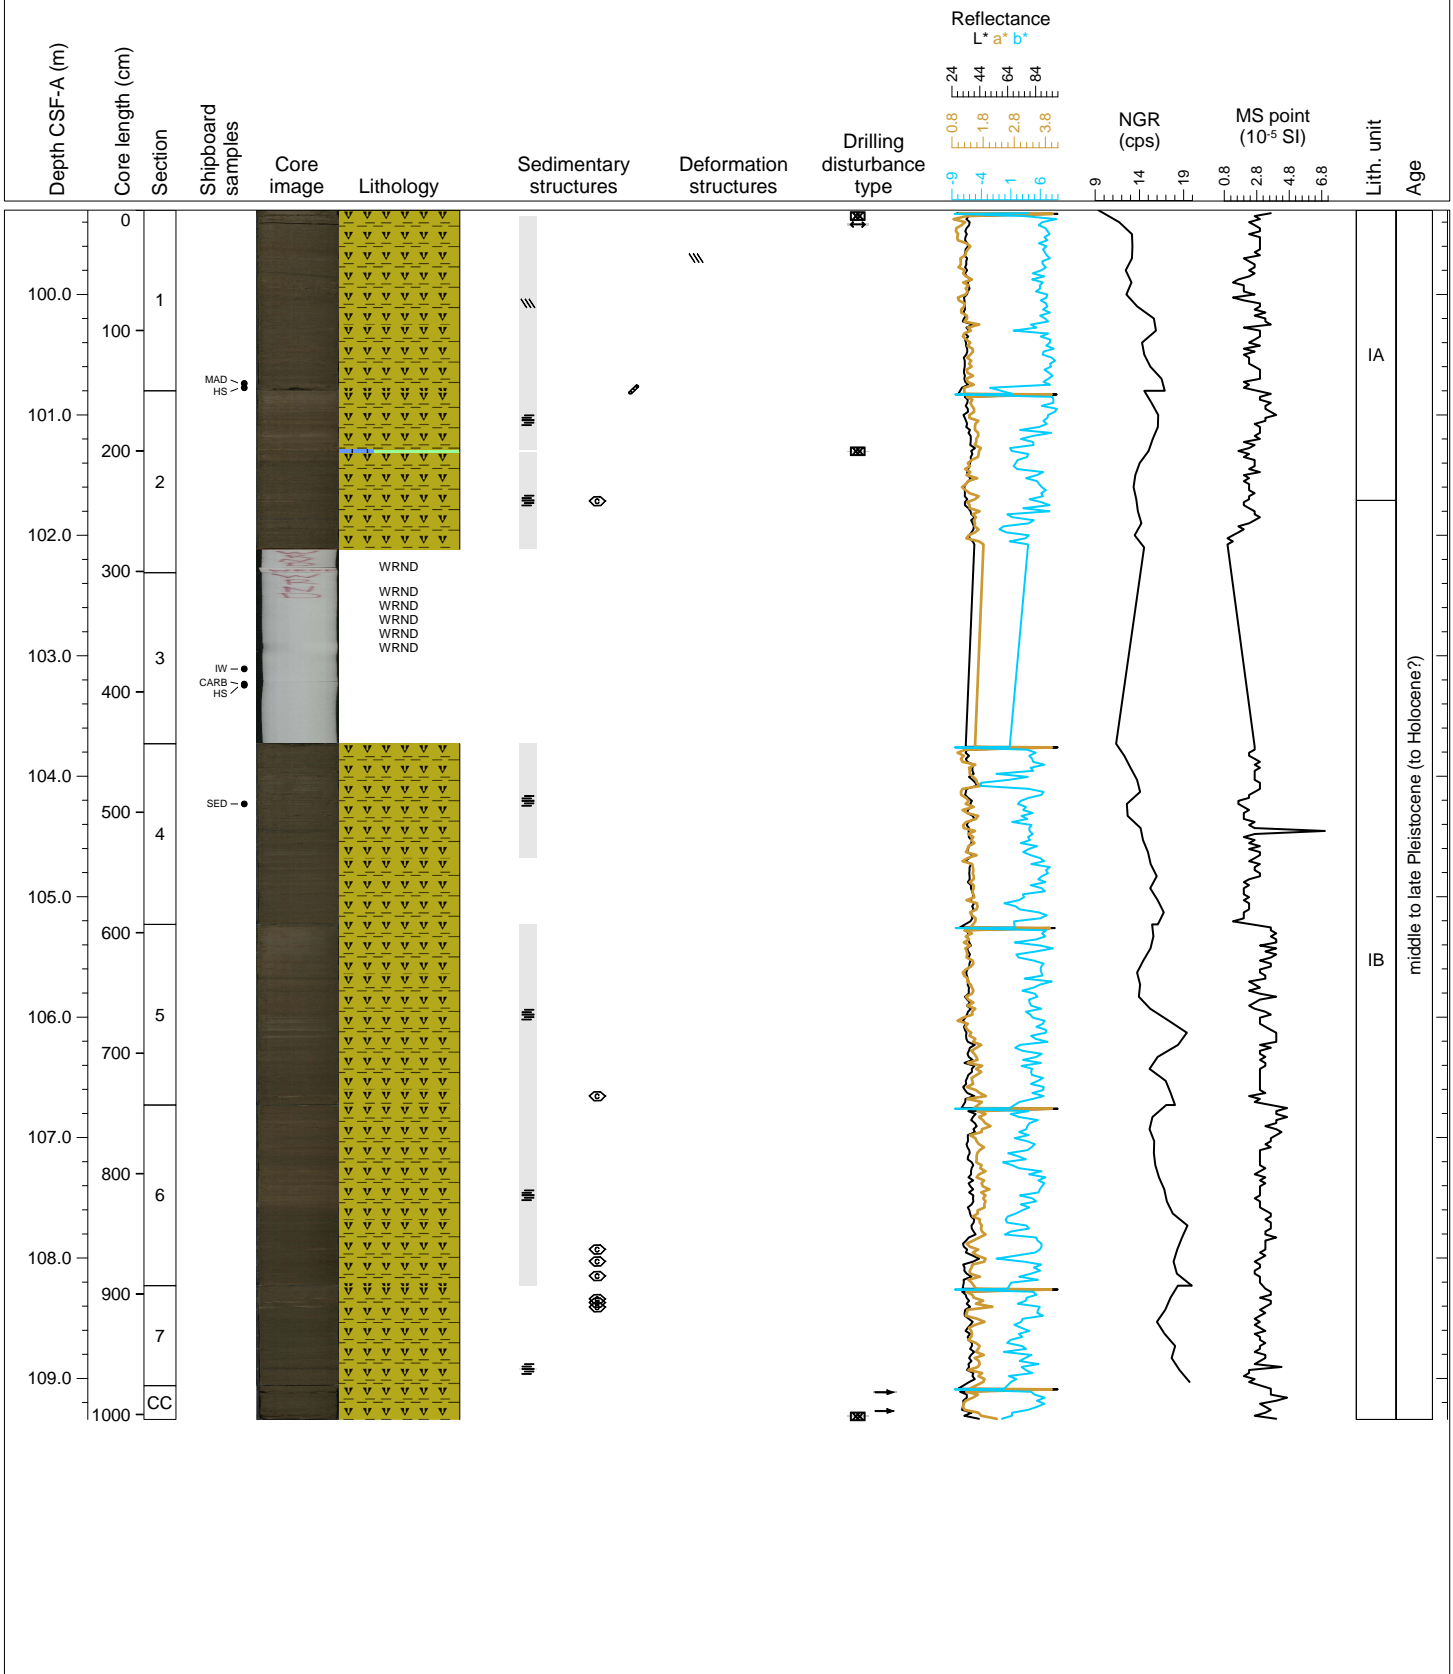 Depth CSF-A (m)
Core length (cm)
Section
Shipboard
samples
Core
image
Lithology
Sedimentary
structures
Deformation
structures
Drilling
disturbance
type
Reflectance
L* a* b*
24 44 64 84
0.8 1.8 2.8 3.8
-9 -4 1 6
NGR
(cps)
9 14 19
MS point
(10-5 SI)
0.8 2.8 4.8 6.8
Lith. unit
Age
0
100.0
1
100
IA
MAD
HS
101.0
200
2
102.0
300
WRND
WRND
WRND
WRND
WRND
WRND
103.0
3
IW
CARB
HS
400
middle to late Pleistocene (to Holocene?)
104.0
SED
500
4
105.0
600
IB
106.0
5
700
107.0
800
6
108.0
900
7
109.0
CC
1000
c
c
c
c
c